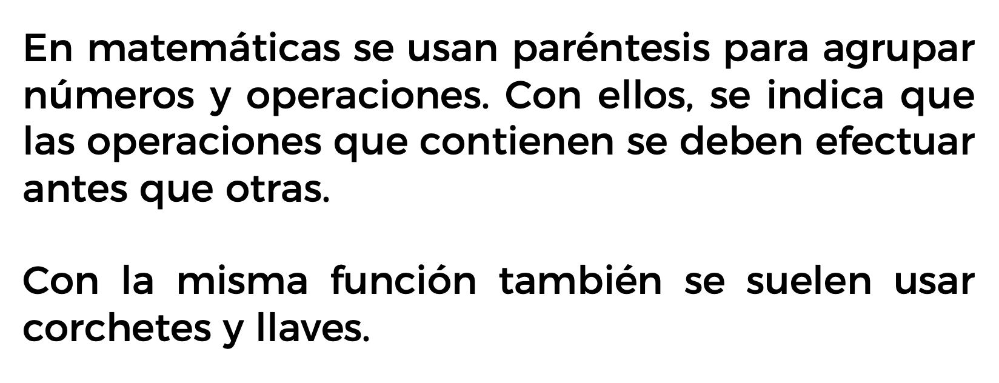 En matemáticas se usan paréntesis para agrupar
números y operaciones. Con ellos, se indica que
las operaciones que contienen se deben efectuar
antes que otras.
Con la misma función también se suelen usar
corchetes y llaves.